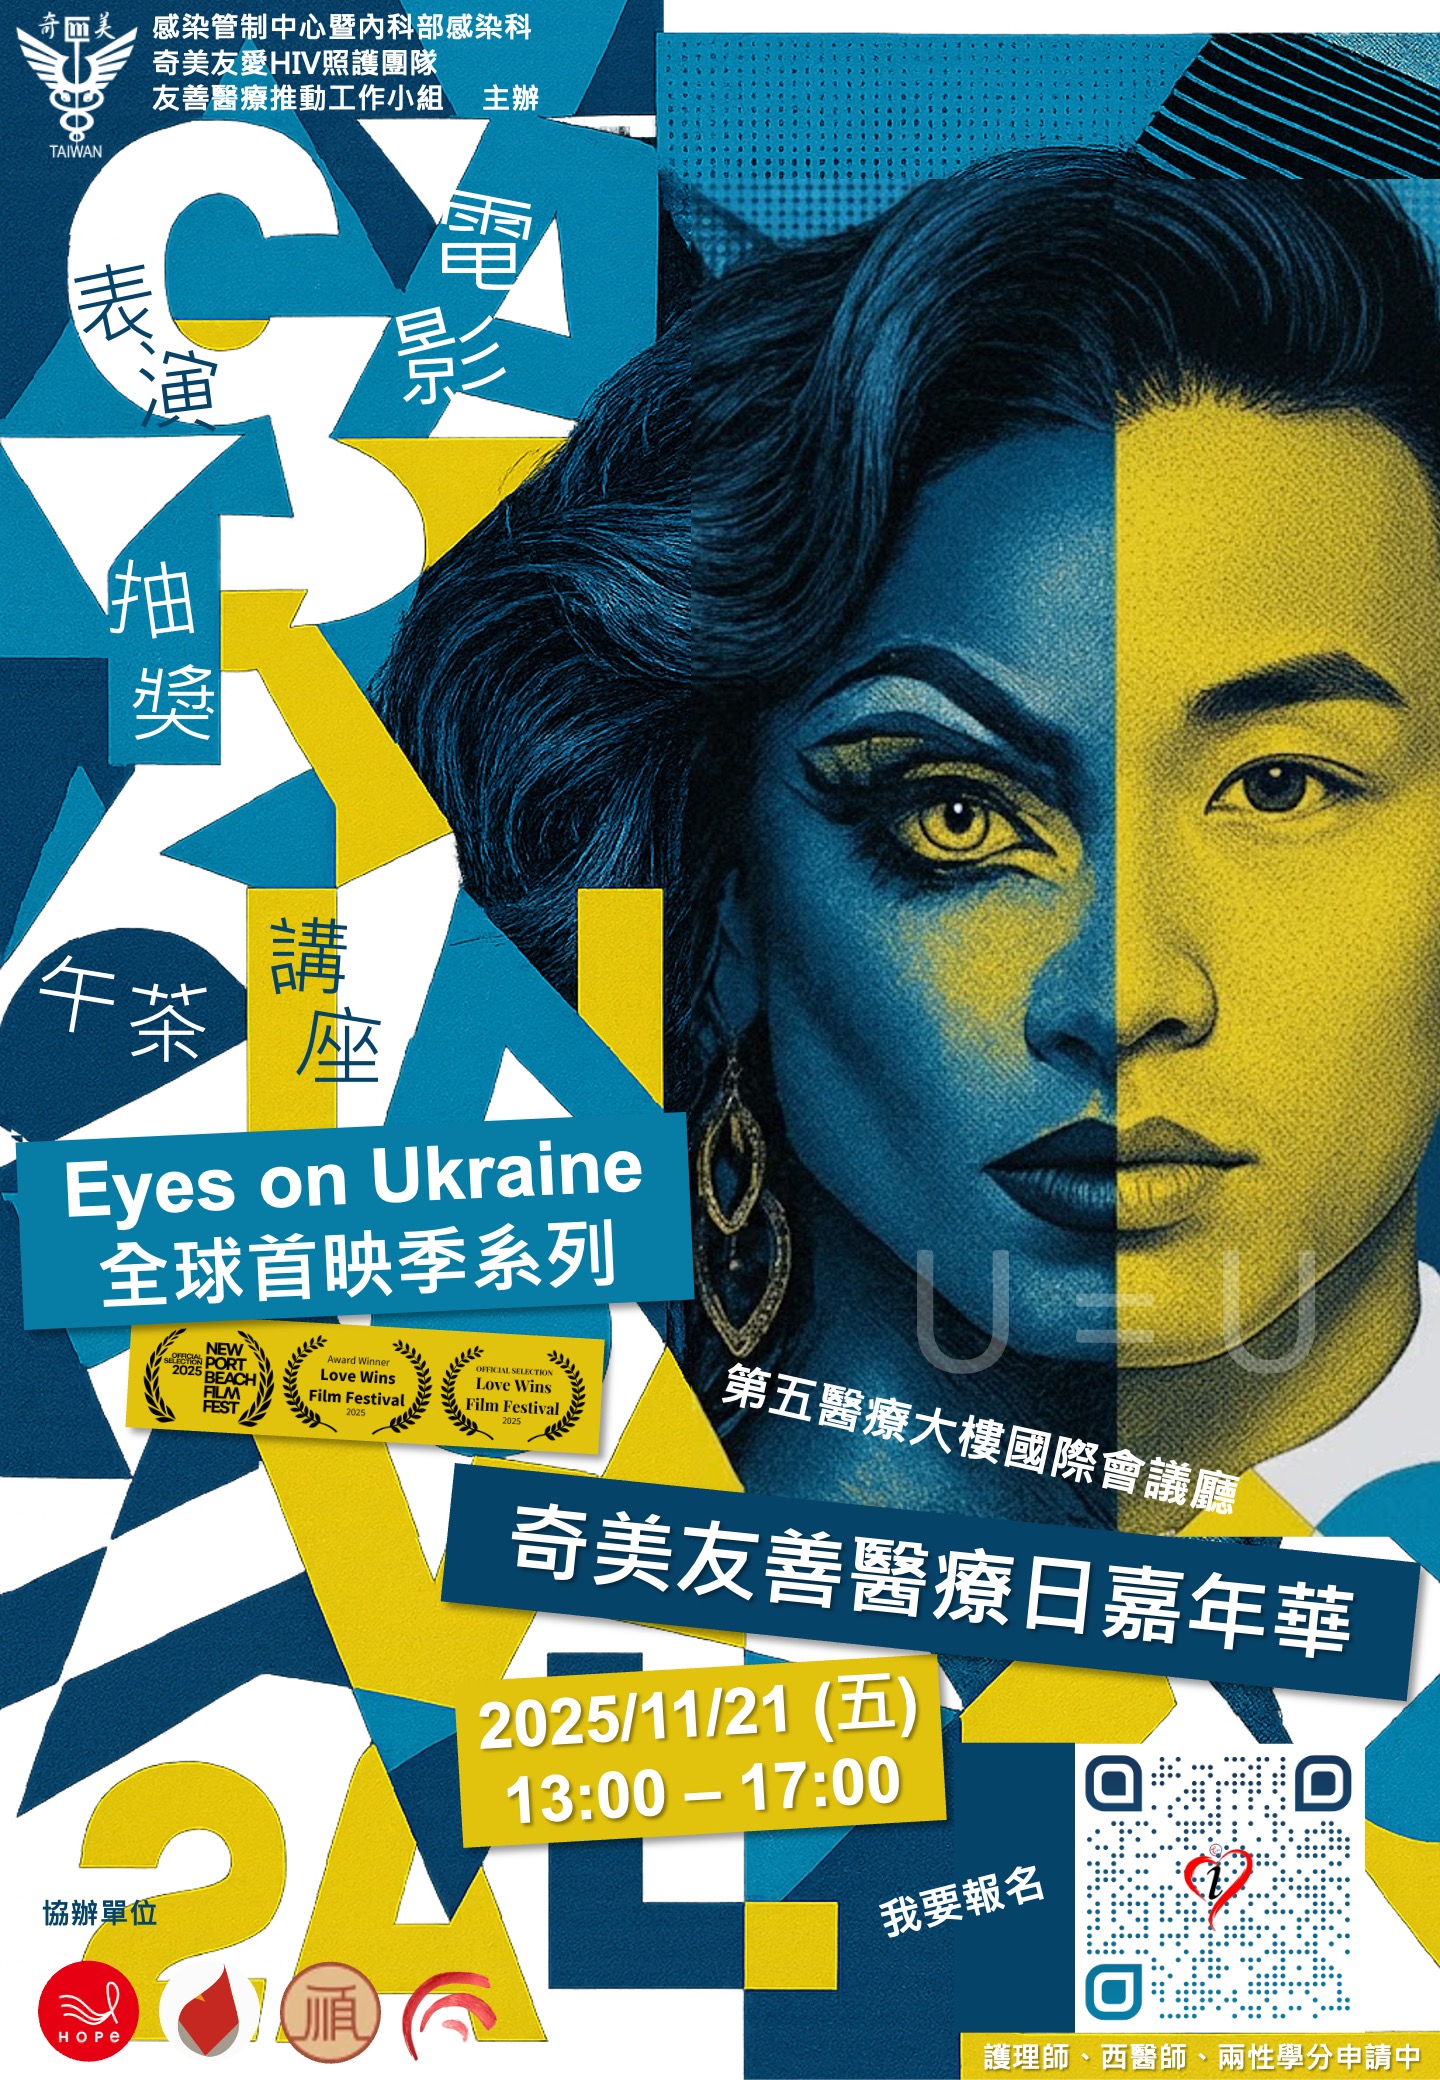 奇美
TAIWAN
感染管制中心暨內科部感染科
奇美友愛HIV照護團隊
友善醫療推動工作小組 主辦
電影
表演
抽獎
講座
午茶
Eyes on Ukraine
全球首映季系列
OFFICIAL SELECTION 2025
NEW PORT BEACH FILM FEST
Award Winner
Love Wins
Film Festival
2025
OFFICIAL SELECTION
Love Wins
Film Festival
2025
U=U
第五醫療大樓國際會議廳
奇美友善醫療日嘉年華
2025/11/21 (五)
13:00 – 17:00
我要報名
i
協辦單位
HOPe
順
護理師、西醫師、兩性學分申請中